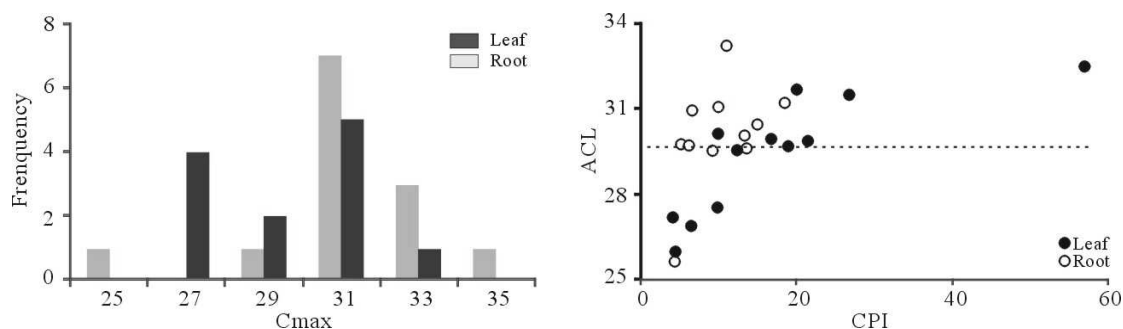 8
6
4
2
0
Frenquency
Leaf
Root
25 27 29 31 33 35
Cmax
34
31
28
25
ACL
Leaf
Root
0 20 40 60
CPI